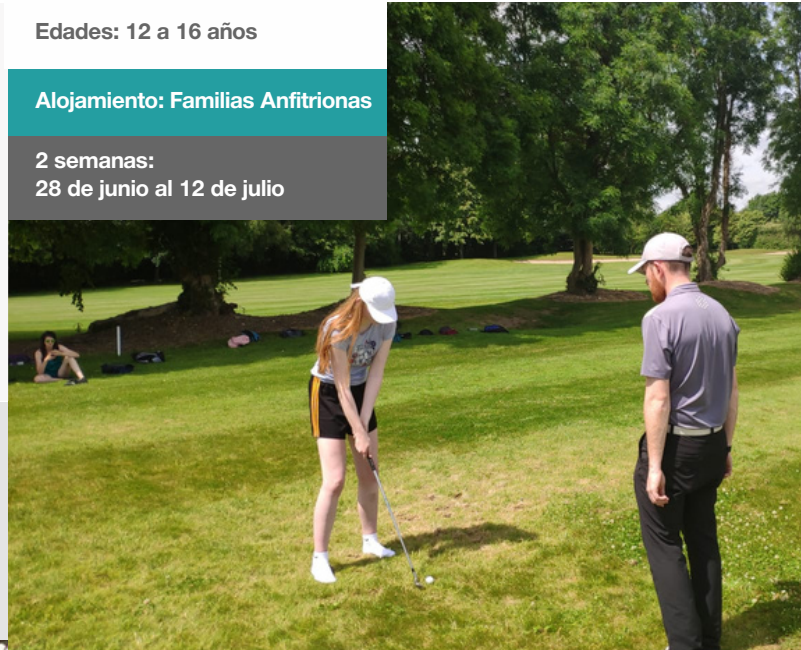 Edades: 12 a 16 años
Alojamiento: Familias Anfitrionas
2 semanas:
28 de junio al 12 de julio